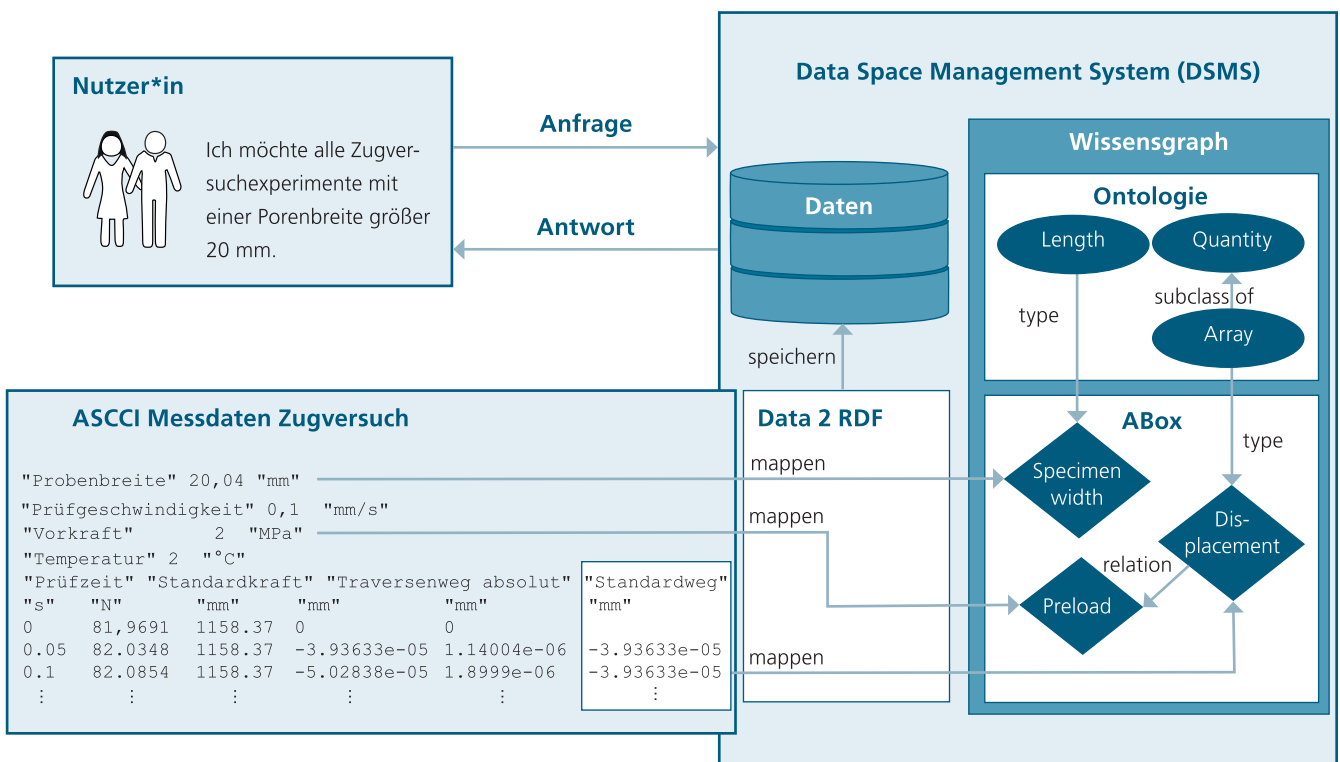 Nutzer*in
Ich möchte alle Zugver-
suchexperimente mit
einer Porenbreite größer
20 mm.
Anfrage
Antwort
Data Space Management System (DSMS)
Daten
speichern
Wissensgraph
Ontologie
Length
Quantity
subclass of
type
Array
ASCCI Messdaten Zugversuch
"Probenbreite" 20,04 "mm"
"Prüfgeschwindigkeit" 0,1 "mm/s"
"Vorkraft" 2 "MPa"
"Temperatur" 2 "°C"
"Prüfzeit" "Standardkraft" "Traversenweg absolut" "Standardweg"
"s" "N" "mm" "mm" "mm" "mm"
0 81,9691 1158.37 0 0
0.05 82.0348 1158.37 -3.93633e-05 1.14004e-06 -3.93633e-05
0.1 82.0854 1158.37 -5.02838e-05 1.8999e-06 -3.93633e-05
⋮ ⋮ ⋮ ⋮ ⋮ ⋮
Data 2 RDF
mappen
mappen
mappen
ABox
type
Specimen
width
Dis-
placement
relation
Preload